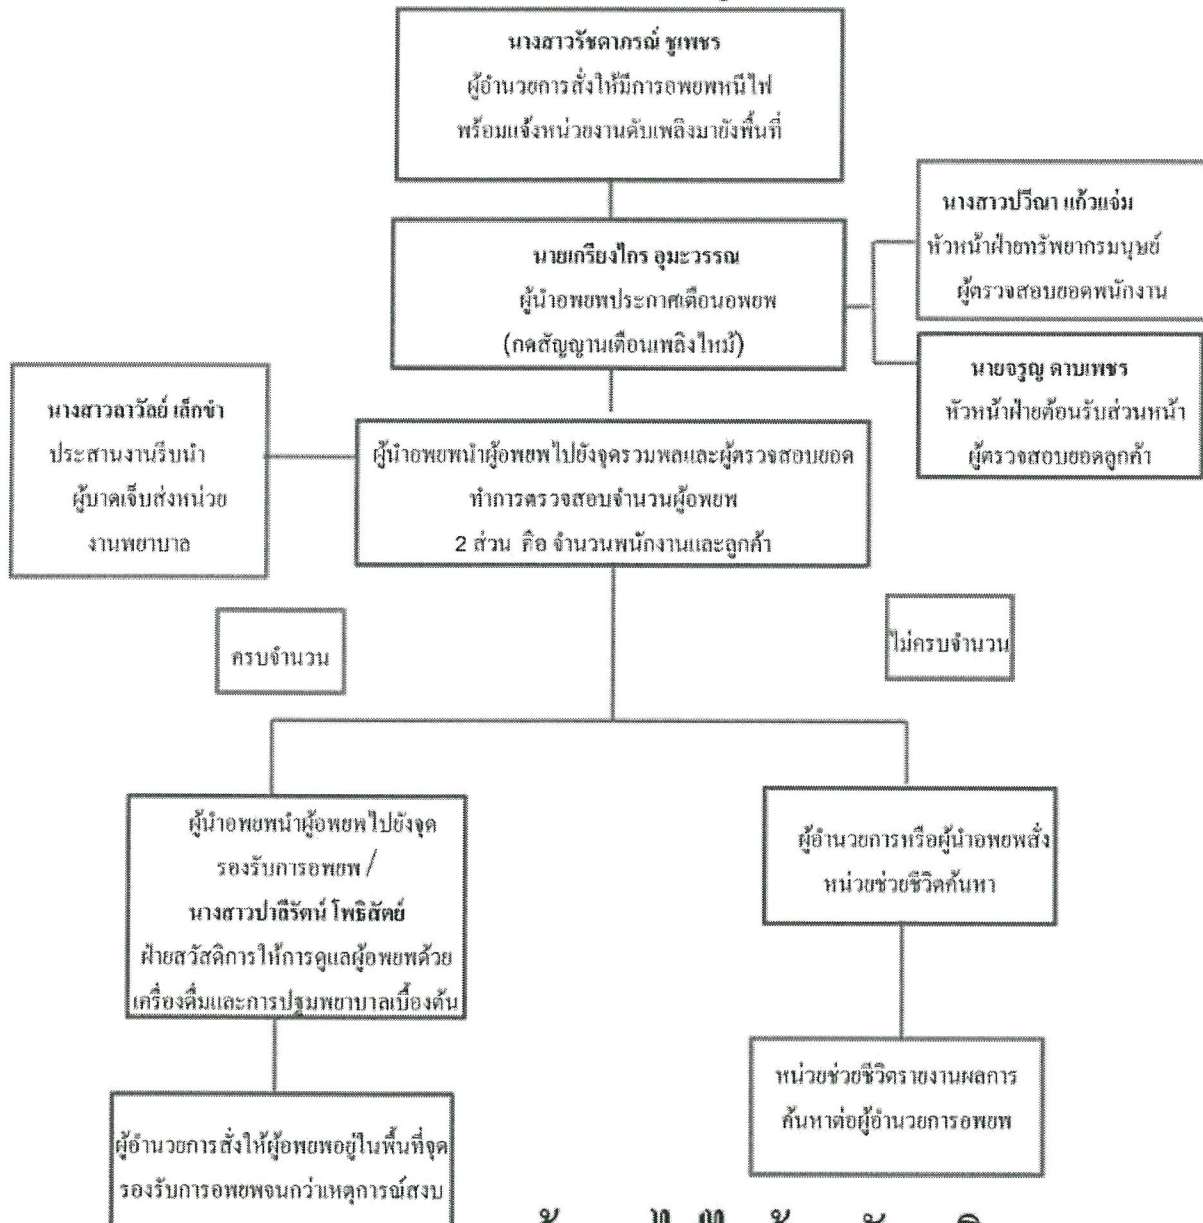 นางสาวรัชดาภรณ์ ชูเพชร
ผู้อำนวยการสั่งให้มีการอพยพหนีไฟ
พร้อมแจ้งหน่วยงานดับเพลิงมายังพื้นที่
นางสาวปวีณา แก้วแจ่ม
หัวหน้าฝ่ายทรัพยากรมนุษย์
ผู้ตรวจสอบยอดพนักงาน
นายเกรียงไกร อุมะวรรณ
ผู้นำอพยพประกาศเตือนอพยพ
(กดสัญญานเตือนเพลิงไหม้)
นายจรูญ ดาบเพชร
หัวหน้าฝ่ายต้อนรับส่วนหน้า
ผู้ตรวจสอบยอดลูกค้า
นางสาวลาวัลย์ เล็กขำ
ประสานงานรีบนำ
ผู้บาดเจ็บส่งหน่วย
งานพยาบาล
ผู้นำอพยพนำผู้อพยพไปยังจุดรวมพลและผู้ตรวจสอบยอด
ทำการตรวจสอบจำนวนผู้อพยพ
2 ส่วน คือ จำนวนพนักงานและลูกค้า
ครบจำนวน
ไม่ครบจำนวน
ผู้นำอพยพนำผู้อพยพไปยังจุด
รองรับการอพยพ /
นางสาวปาลีรัตน์ โพธิสัตย์
ฝ่ายสวัสดิการให้การดูแลผู้อพยพด้วย
เครื่องดื่มและการปฐมพยาบาลเบื้องต้น
ผู้อำนวยการหรือผู้นำอพยพสั่ง
หน่วยช่วยชีวิตค้นหา
หน่วยช่วยชีวิตรายงานผลการ
ค้นหาต่อผู้อำนวยการอพยพ
ผู้อำนวยการสั่งให้ผู้อพยพอยู่ในพื้นที่จุด
รองรับการอพยพจนกว่าเหตุการณ์สงบ